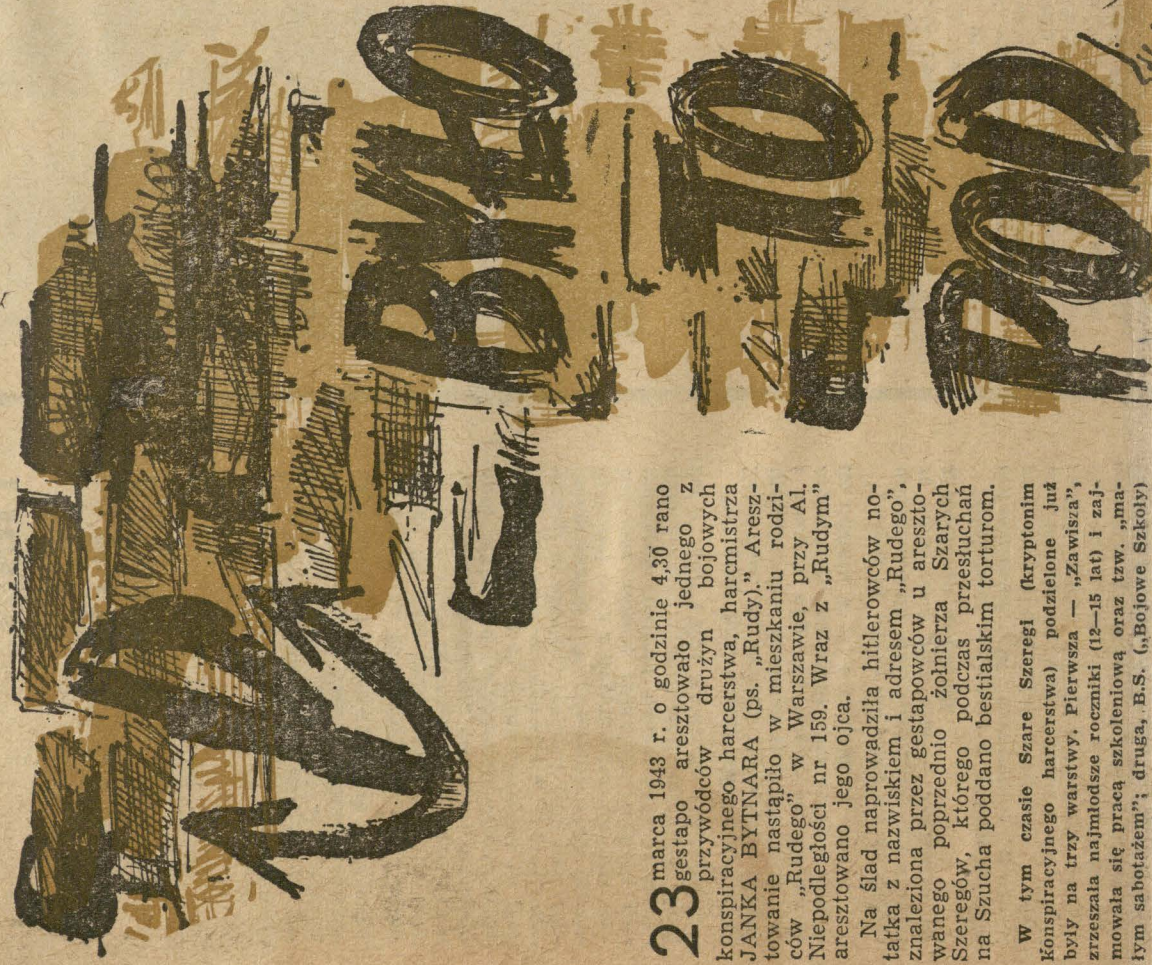 BYŁO
TO
POD
23 marca 1943 r. o godzinie 4,30 rano
gestapo aresztowało jednego z
przywódców drużyn bojowych
konspiracyjnego harcerstwa, harcmistrza
JANKA BYTNARA (ps. „Rudy).” Aresz-
towanie nastąpiło w mieszkaniu rodzi-
ców „Rudego” w Warszawie, przy Al.
Niepodległości nr 159. Wraz z „Rudym”
aresztowano jego ojca.
Na ślad naprowadziła hitlerowców no-
tatka z nazwiskiem i adresem „Rudego”,
znaleziona przez gestapowców u areszto-
wanego poprzednio żołnierza Szarych
Szeregów, którego podczas przesłuchań
na Szucha poddano bestialskim torturom.
W tym czasie Szare Szeregi (kryptonim
konspiracyjnego harcerstwa) podzielone już
były na trzy warstwy. Pierwsza — „Zawisza”,
zrzeszała najmłodsze roczniki (12—15 lat) i zaj-
mowała się pracą szkoleniową oraz tzw. „ma-
łym sabotażem”; druga, B.S. („Bojowe Szkoły)